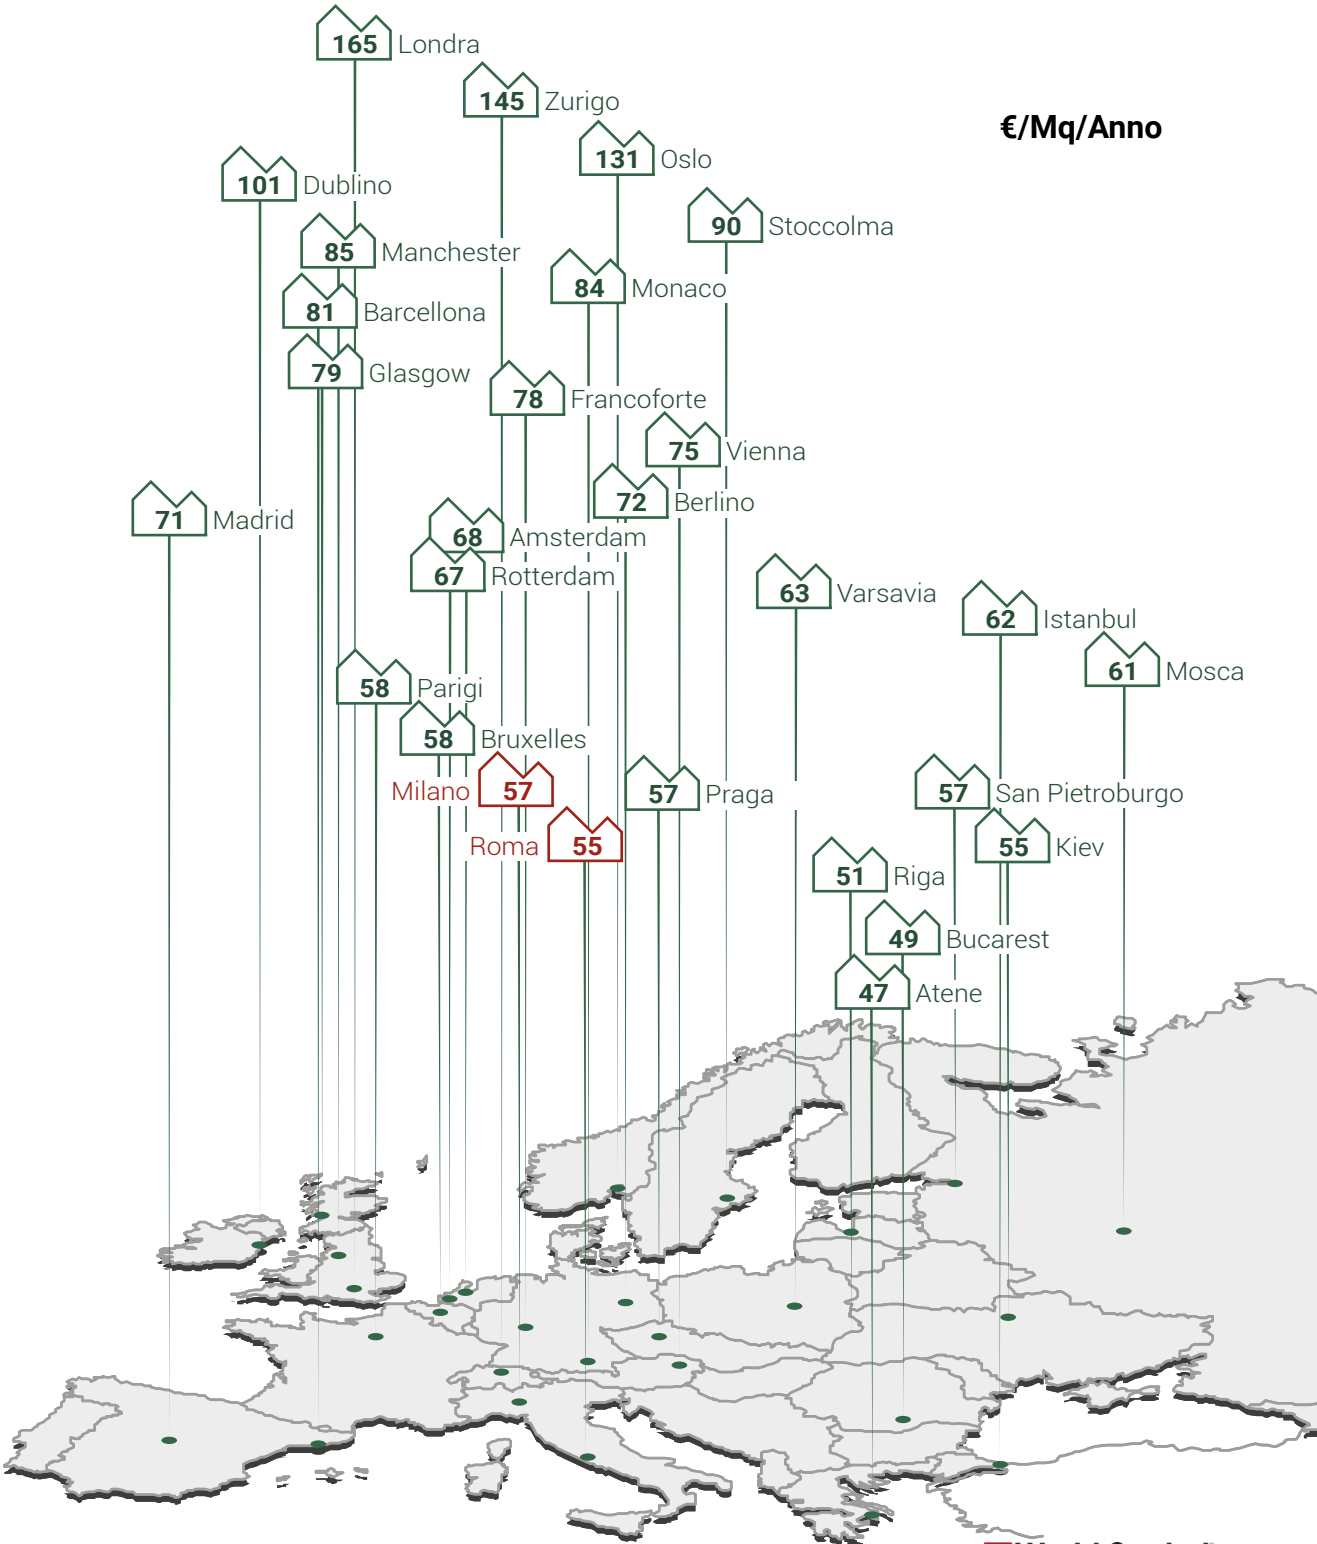 165 Londra
145 Zurigo
€/Mq/Anno
131 Oslo
101 Dublino
90 Stoccolma
85 Manchester
84 Monaco
81 Barcellona
79 Glasgow
78 Francoforte
75 Vienna
72 Berlino
71 Madrid
68 Amsterdam
67 Rotterdam
63 Varsavia
62 Istanbul
61 Mosca
58 Parigi
58 Bruxelles
Milano 57
57 Praga
57 San Pietroburgo
Roma 55
55 Kiev
51 Riga
49 Bucarest
47 Atene